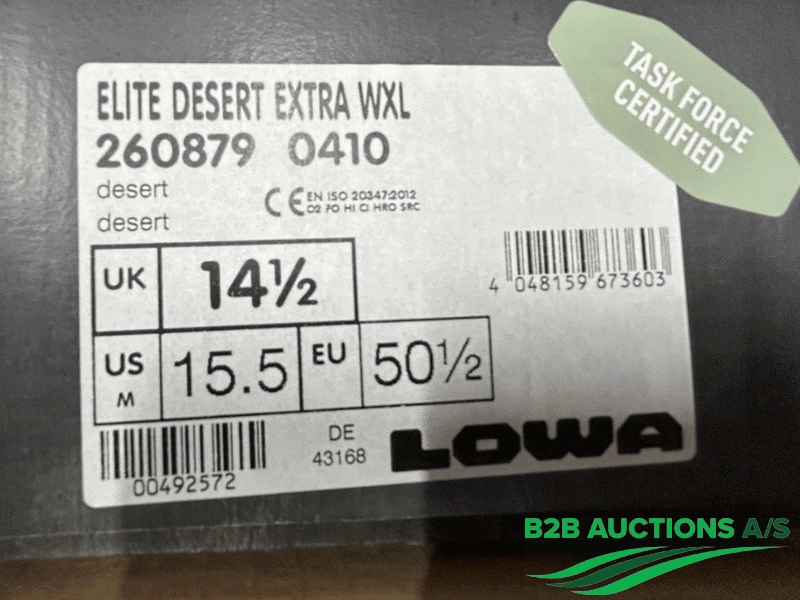 TASK FORCE
CERTIFIED
ELITE DESERT EXTRA WXL
260879 0410
desert
desert
CE EN ISO 20347:2012
O2 FO HI CI HRO SRC
UK 14½
4 048159 673603
US M 15.5 EU 50½
00492572
DE
43168
LOWA
B2B AUCTIONS A/S